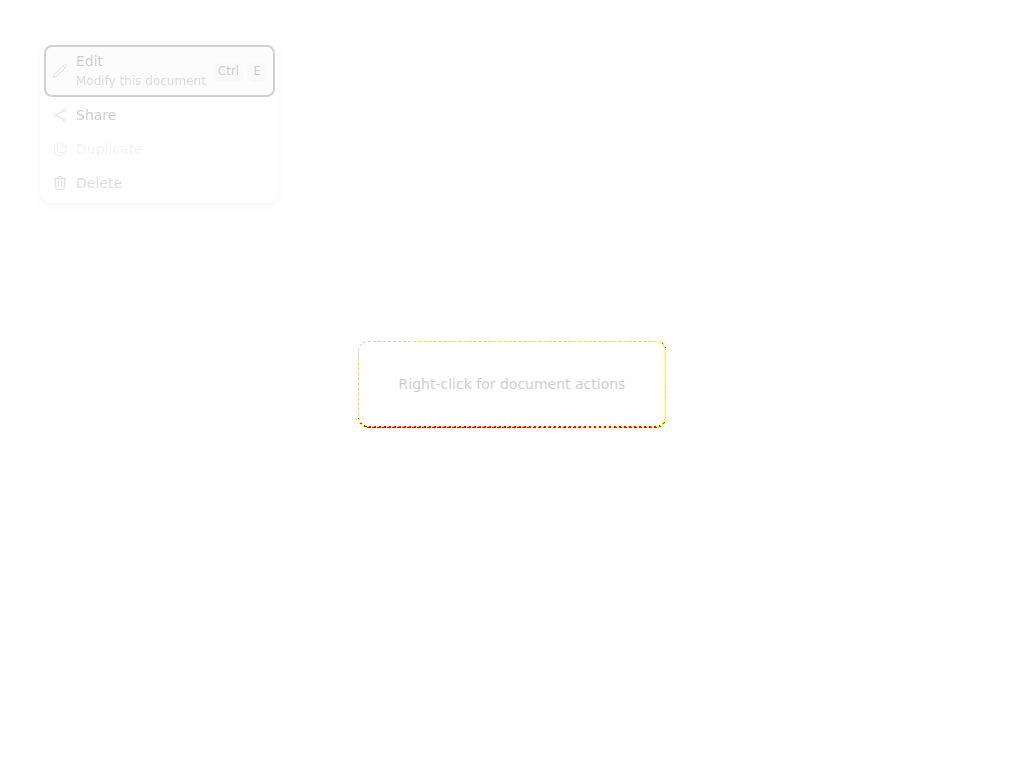 Edit
Modify this document
Ctrl E
Share
Duplicate
Delete
Right-click for document actions